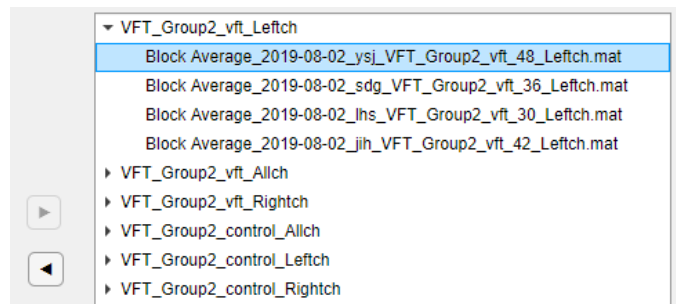 VFT_Group2_vft_Leftch
Block Average_2019-08-02_ysj_VFT_Group2_vft_48_Leftch.mat
Block Average_2019-08-02_sdg_VFT_Group2_vft_36_Leftch.mat
Block Average_2019-08-02_lhs_VFT_Group2_vft_30_Leftch.mat
Block Average_2019-08-02_jih_VFT_Group2_vft_42_Leftch.mat
VFT_Group2_vft_Allch
VFT_Group2_vft_Rightch
VFT_Group2_control_Allch
VFT_Group2_control_Leftch
VFT_Group2_control_Rightch